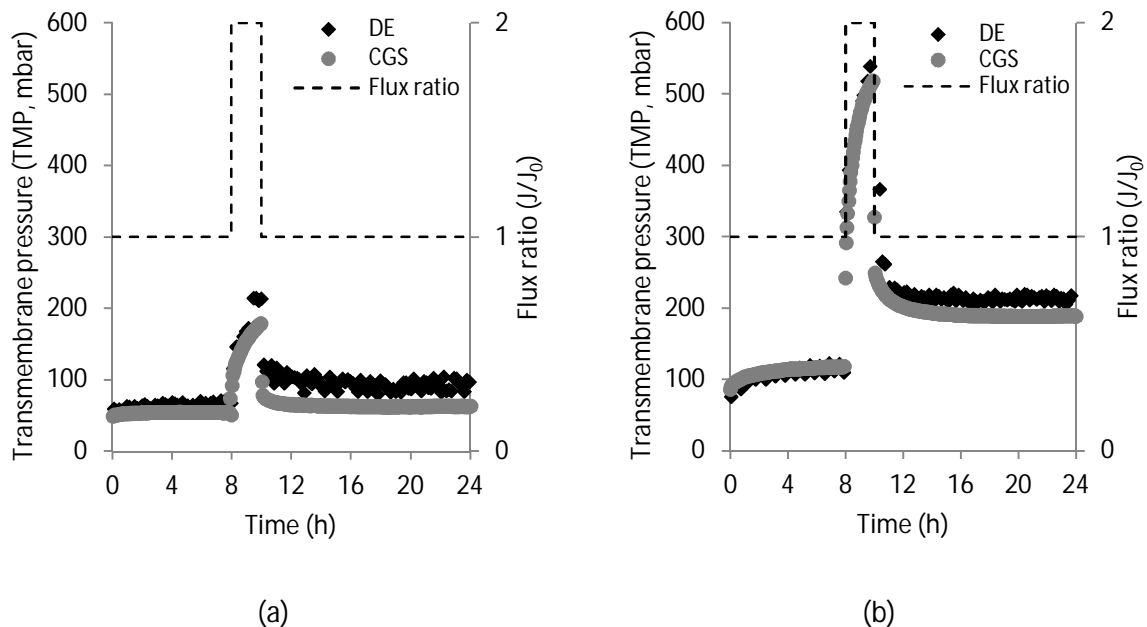 600
500
400
300
200
100
0
Transmembrane pressure (TMP, mbar)
DE
CGS
Flux ratio
2
1
0
Flux ratio (J/J0)
0 4 8 12 16 20 24
Time (h)
(a)
600
500
400
300
200
100
0
Transmembrane pressure (TMP, mbar)
DE
CGS
Flux ratio
2
1
0
Flux ratio (J/J0)
0 4 8 12 16 20 24
Time (h)
(b)